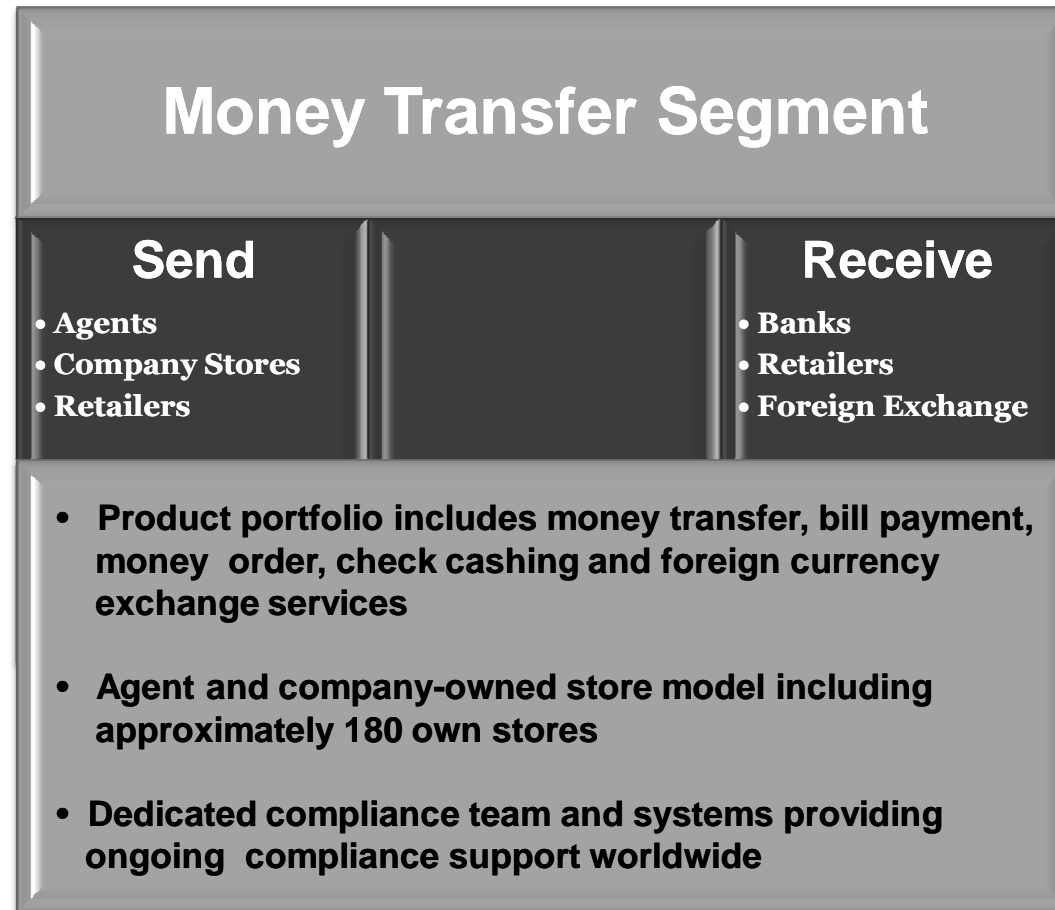 Money Transfer Segment
Send
• Agents
• Company Stores
• Retailers
Receive
• Banks
• Retailers
• Foreign Exchange
• Product portfolio includes money transfer, bill payment,
money order, check cashing and foreign currency
exchange services
• Agent and company-owned store model including
approximately 180 own stores
• Dedicated compliance team and systems providing
ongoing compliance support worldwide